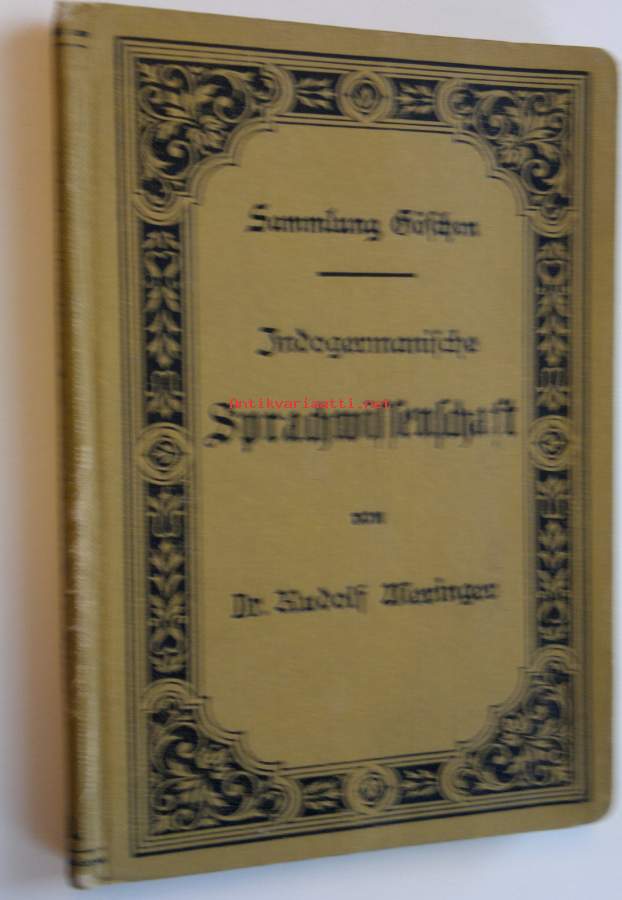 Sammlung Göschen
Indogermanische
Antikvariaatti.net
Sprachwissenschaft
von
Dr. Rudolf Meringer